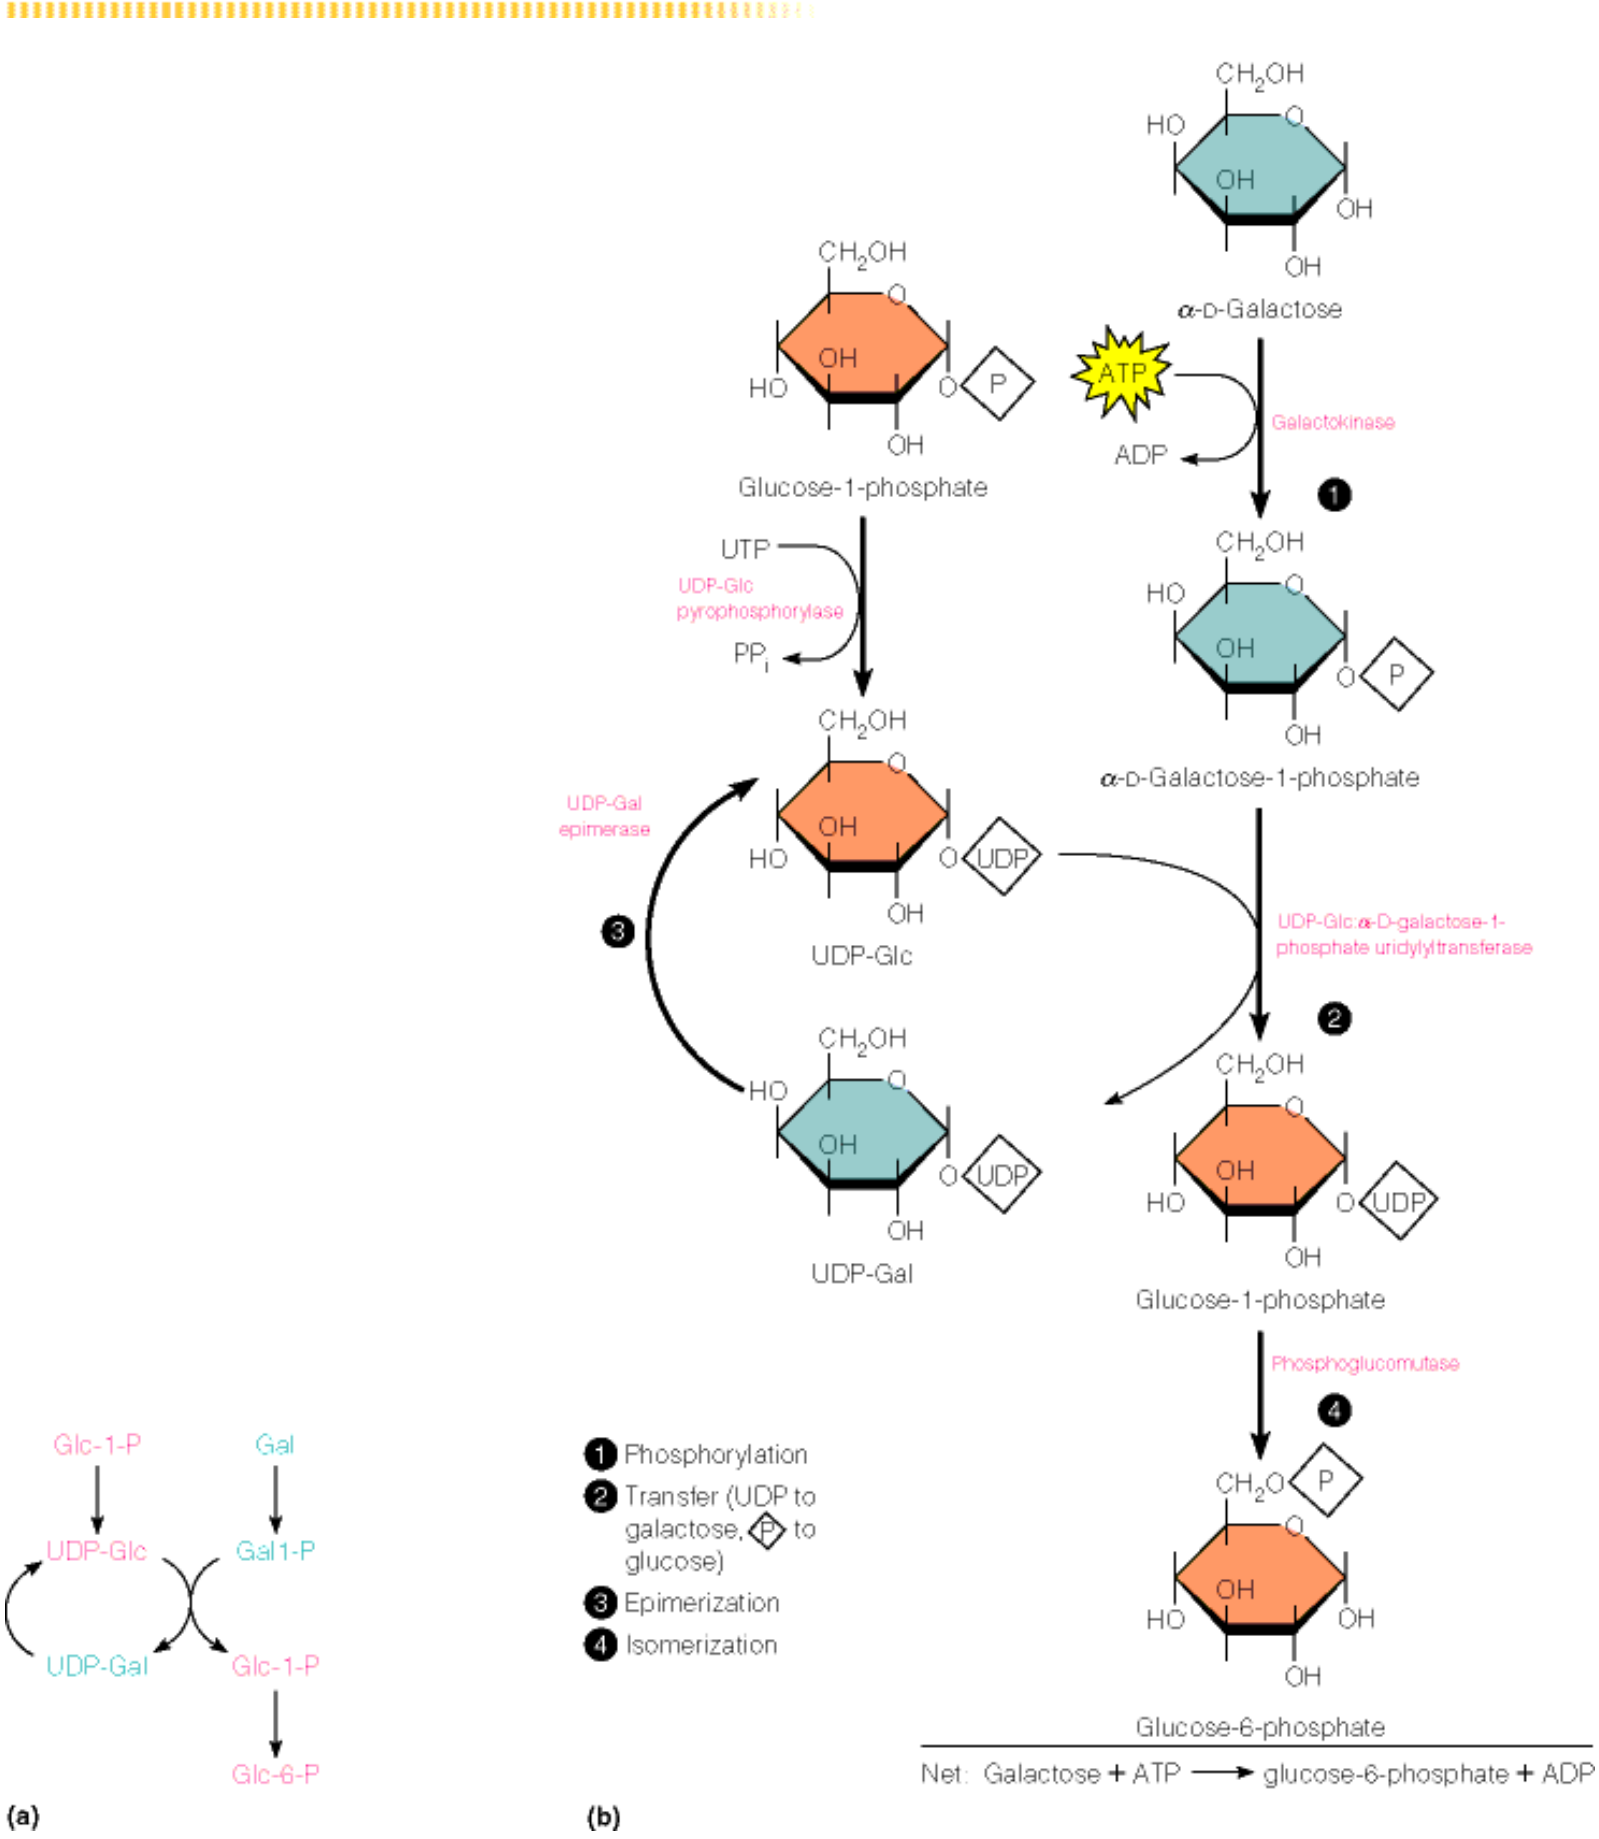 CH2OH
HO
O
OH
OH
OH
α-D-Galactose
CH2OH
O
OH
HO
O P
OH
Glucose-1-phosphate
ATP
ADP
Galactokinase
1
UTP
UDP-Glc
pyrophosphorylase
PPi
CH2OH
HO
O
OH
O P
OH
α-D-Galactose-1-phosphate
CH2OH
O
OH
HO
O UDP
OH
UDP-Glc
UDP-Gal
epimerase
3
UDP-Glc:α-D-galactose-1-
phosphate uridylyltransferase
2
CH2OH
HO
O
OH
O UDP
OH
UDP-Gal
CH2OH
O
OH
HO
O UDP
OH
Glucose-1-phosphate
Phosphoglucomutase
4
CH2O P
O
OH
HO
OH
OH
Glucose-6-phosphate
Net: Galactose + ATP → glucose-6-phosphate + ADP
Glc-1-P
Gal
UDP-Glc
Gal1-P
UDP-Gal
Glc-1-P
Glc-6-P
(a)
1 Phosphorylation
2 Transfer (UDP to
galactose, P to
glucose)
3 Epimerization
4 Isomerization
(b)